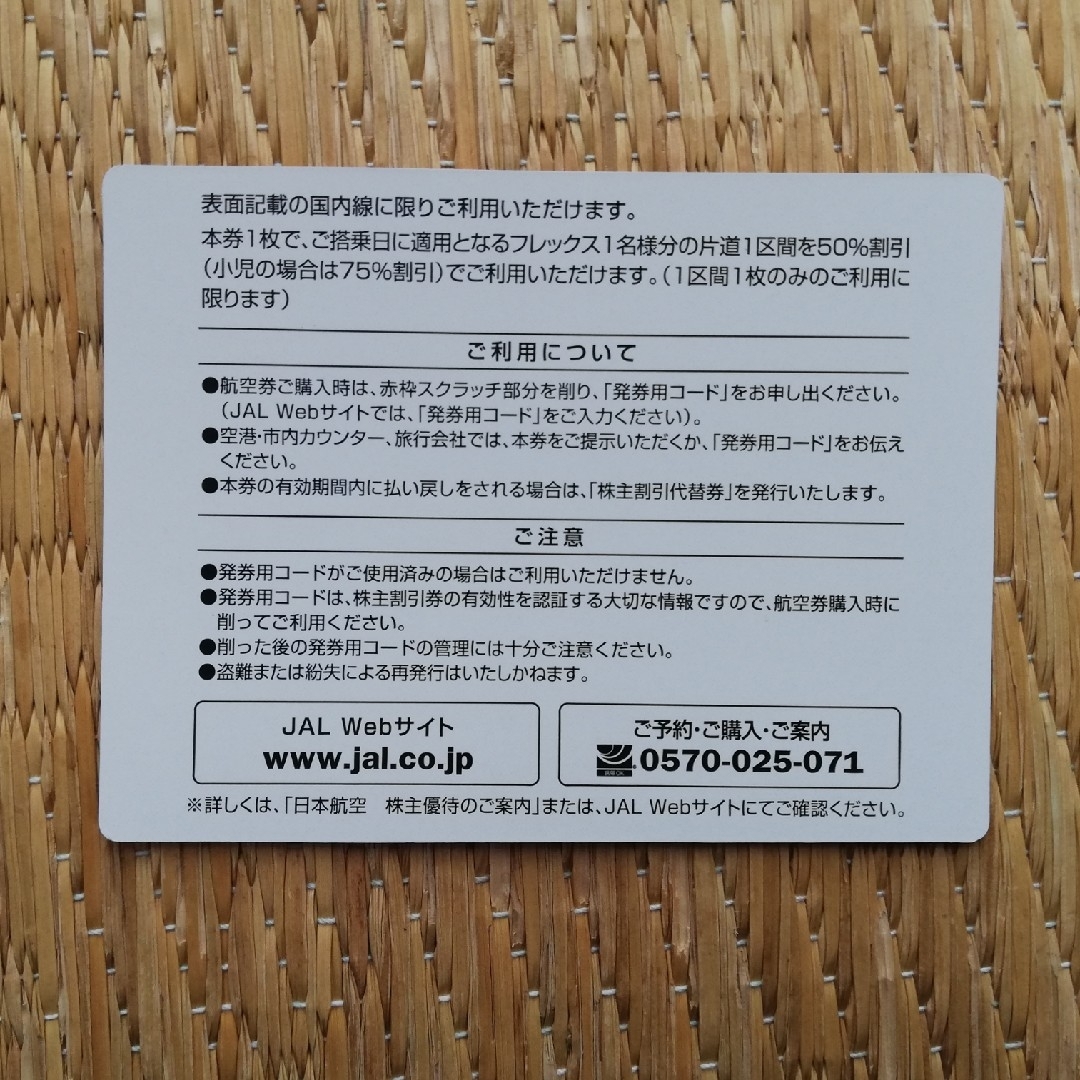 表面記載の国内線に限りご利用いただけます。
本券1枚で、ご搭乗日に適用となるフレックス1名様分の片道1区間を50%割引
(小児の場合は75%割引)でご利用いただけます。(1区間1枚のみのご利用に
限ります)
ご利用について
●航空券ご購入時は、赤枠スクラッチ部分を削り、「発券用コード」をお申し出ください。
(JAL Webサイトでは、「発券用コード」をご入力ください)。
●空港・市内カウンター、旅行会社では、本券をご提示いただくか、「発券用コード」をお伝え
ください。
●本券の有効期間内に払い戻しをされる場合は、「株主割引代替券」を発行いたします。
ご注意
●発券用コードがご使用済みの場合はご利用いただけません。
●発券用コードは、株主割引券の有効性を認証する大切な情報ですので、航空券購入時に
削ってご利用ください。
●削った後の発券用コードの管理には十分ご注意ください。
●盗難または紛失による再発行はいたしかねます。
JAL Webサイト
www.jal.co.jp
ご予約・ご購入・ご案内
0570-025-071
※詳しくは、「日本航空 株主優待のご案内」または、JAL Webサイトにてご確認ください。